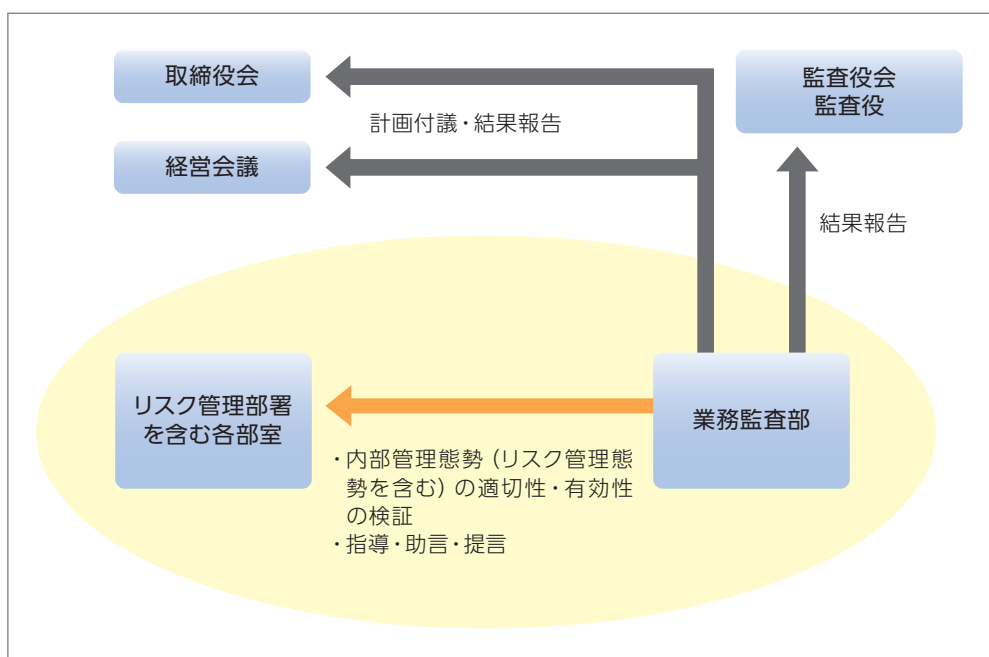 取締役会
計画付議・結果報告
経営会議
監査役会
監査役
結果報告
リスク管理部署
を含む各部室
業務監査部
・内部管理態勢（リスク管理態
勢を含む）の適切性・有効性
の検証
・指導・助言・提言